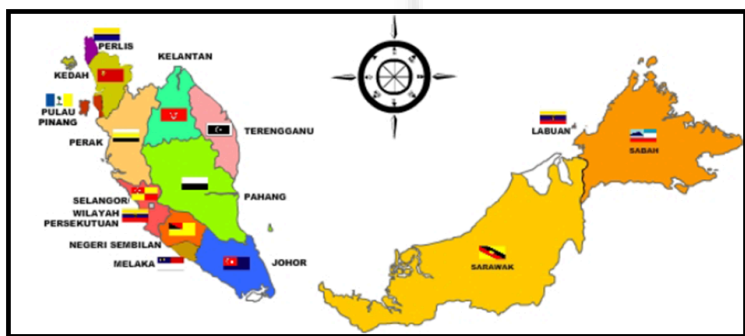 PERLIS
KEDAH
KELANTAN
PULAU
PINANG
PERAK
TERENGGANU
LABUAN
SABAH
SELANGOR
PAHANG
WILAYAH
PERSEKUTUAN
NEGERI SEMBILAN
MELAKA
JOHOR
SARAWAK